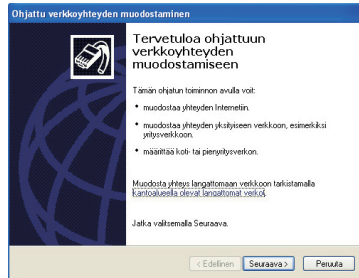 Ohjattu verkkoyhteyden muodostaminen
Tervetuloa ohjattuun
verkkoyhteyden
muodostamiseen
Tämän ohjatun toiminnon avulla voit:
• muodostaa yhteyden Internetiin.
• muodostaa yhteyden yksityiseen verkkoon, esimerkiksi
yritysverkkoon.
• määrittää koti- tai pienyritysverkon.
Muodosta yhteys langattomaan verkkoon tarkistamalla
kantoalueella olevat langattomat verkot.
Jatka valitsemalla Seuraava.
< Edellinen
Seuraava >
Peruuta